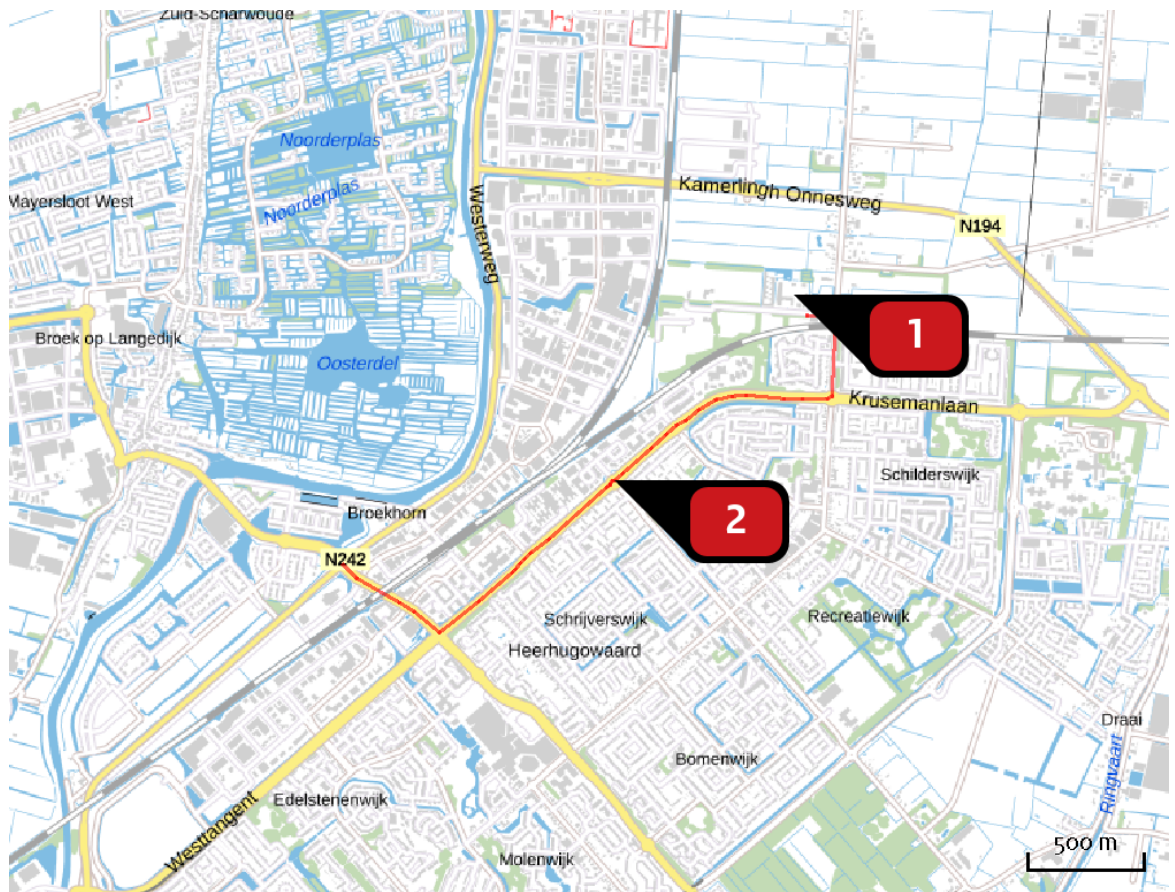 Zuid-Scharwoude
Noorderplas
Mayersloot West
Noorderplas
Kamerlingh Onnesweg
N194
Westerweg
Broek op Langedijk
1
Oosterdel
Krusemanlaan
Schilderswijk
Broekhorn
2
N242
Schrijverswijk
Recreatiewijk
Heerhugowaard
Draai
Bomenwijk
Ringvaart
Edelstenenwijk
Westtangent
500 m
Molenwijk